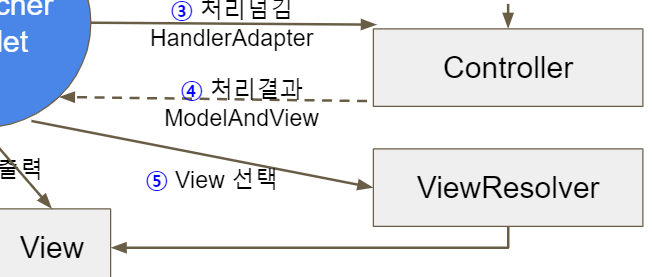 cher
let
③ 처리넘김
HandlerAdapter
Controller
④ 처리결과
ModelAndView
출력
⑤ View 선택
ViewResolver
View